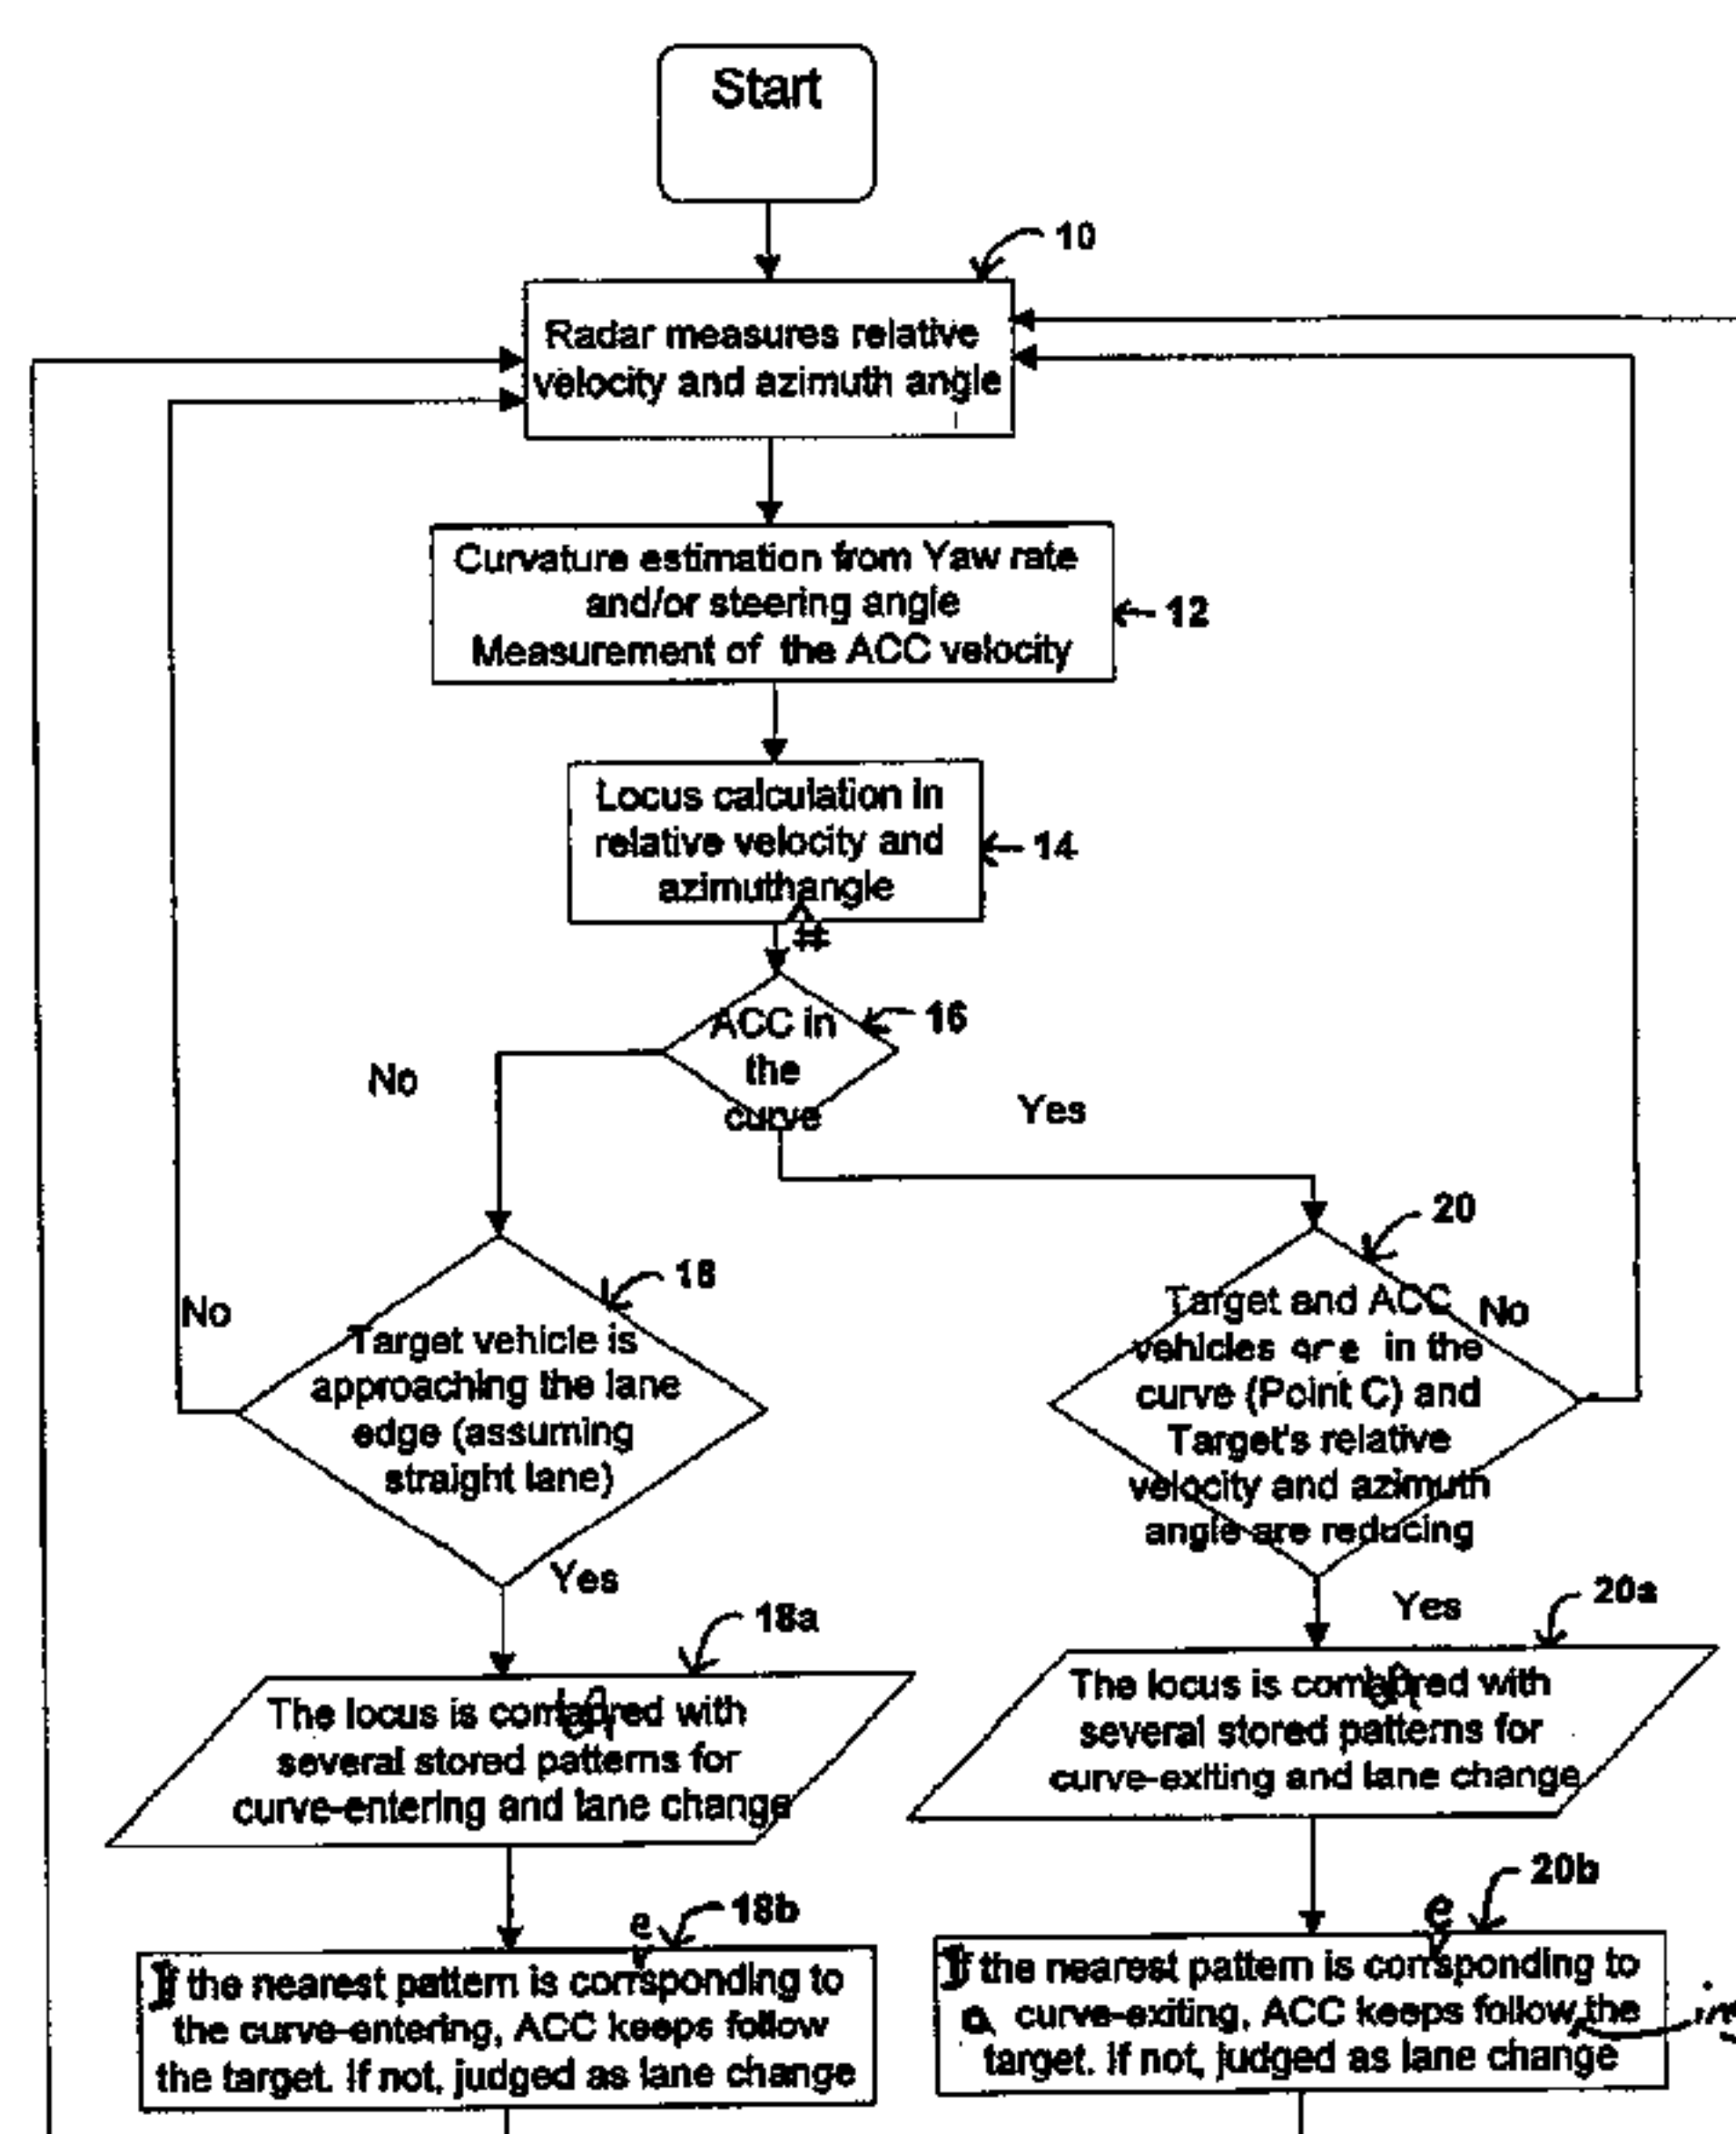 Start
10
Radar measures relative
velocity and azimuth angle
Curvature estimation from Yaw rate
and/or steering angle
Measurement of the ACC velocity
12
Locus calculation in
relative velocity and
azimuthangle
14
#
ACC in
the
curve
16
No
Yes
18
Target vehicle is
approaching the lane
edge (assuming
straight lane)
No
Yes
20
Target and ACC
vehicles are in the
curve (Point C) and
Target's relative
velocity and azimuth
angle are reducing
No
Yes
18a
The locus is compared with
several stored patterns for
curve-entering and lane change
20a
The locus is compared with
several stored patterns for
curve-exiting and lane change
18b
e
If the nearest pattern is corrsponding to
the curve-entering, ACC keeps follow
the target. If not, judged as lane change
20b
e
If the nearest pattern is corrsponding to
a curve-exiting, ACC keeps follow the
target. If not, judged as lane change